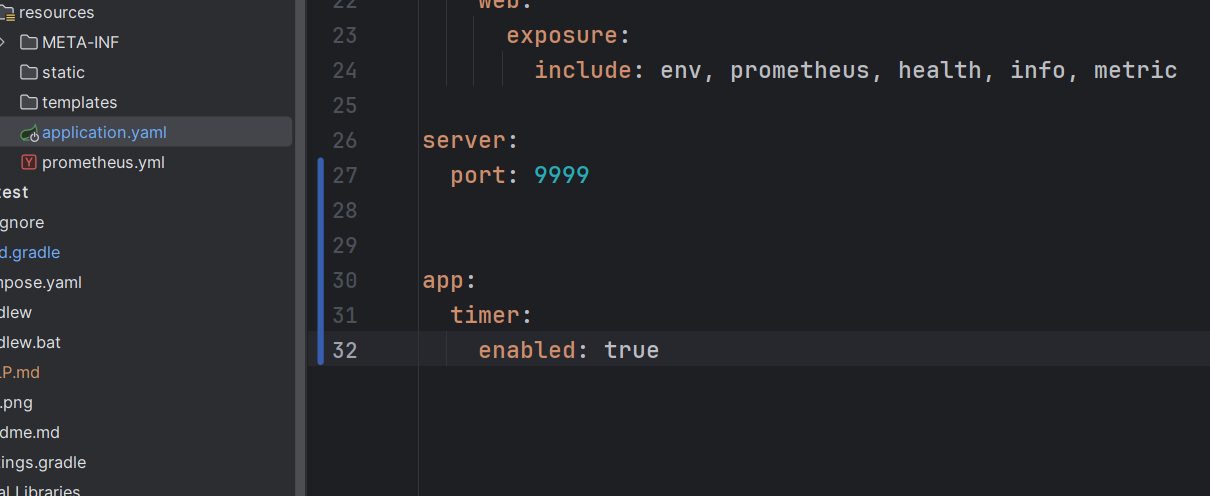 resources
META-INF
static
templates
application.yaml
prometheus.yml
test
gnore
d.gradle
npose.yaml
dlew
dlew.bat
P.md
.png
dme.md
tings.gradle
al Libraries
22 web:
23 exposure:
24 include: env, prometheus, health, info, metric
25
26 server:
27 port: 9999
28
29
30 app:
31 timer:
32 enabled: true